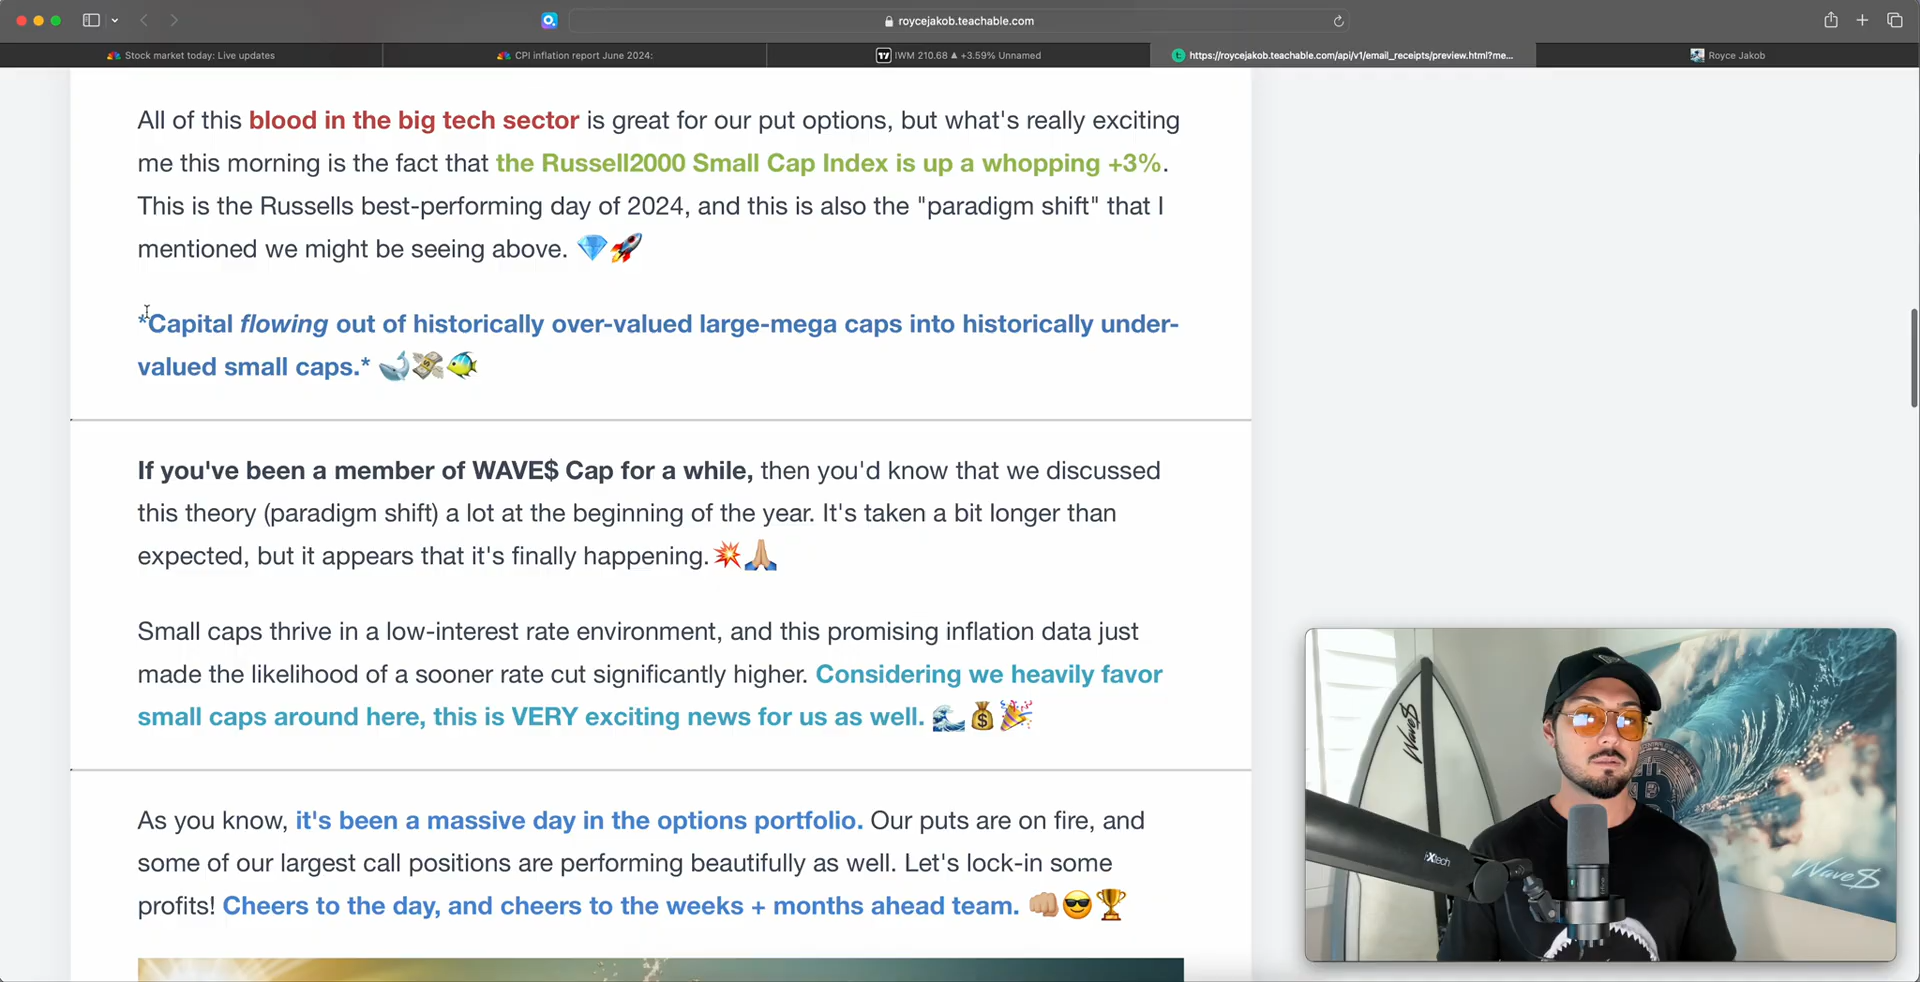 roycejakob.teachable.com
Stock market today: Live updates
CPI inflation report June 2024:
IWM 210.68 ▲ +3.59% Unnamed
https://roycejakob.teachable.com/api/v1/email_receipts/preview.html?me...
Royce Jakob
All of this blood in the big tech sector is great for our put options, but what's really exciting
me this morning is the fact that the Russell2000 Small Cap Index is up a whopping +3%.
This is the Russells best-performing day of 2024, and this is also the "paradigm shift" that I
mentioned we might be seeing above. 💎🚀
*Capital flowing out of historically over-valued large-mega caps into historically under-
valued small caps.* 🐳💸🐠
If you've been a member of WAVE$ Cap for a while, then you'd know that we discussed
this theory (paradigm shift) a lot at the beginning of the year. It's taken a bit longer than
expected, but it appears that it's finally happening. 💥🙏🏼
Small caps thrive in a low-interest rate environment, and this promising inflation data just
made the likelihood of a sooner rate cut significantly higher. Considering we heavily favor
small caps around here, this is VERY exciting news for us as well. 🌊💰🎉
As you know, it's been a massive day in the options portfolio. Our puts are on fire, and
some of our largest call positions are performing beautifully as well. Let's lock-in some
profits! Cheers to the day, and cheers to the weeks + months ahead team. 👊🏼😎🏆
Wave$
Wave$